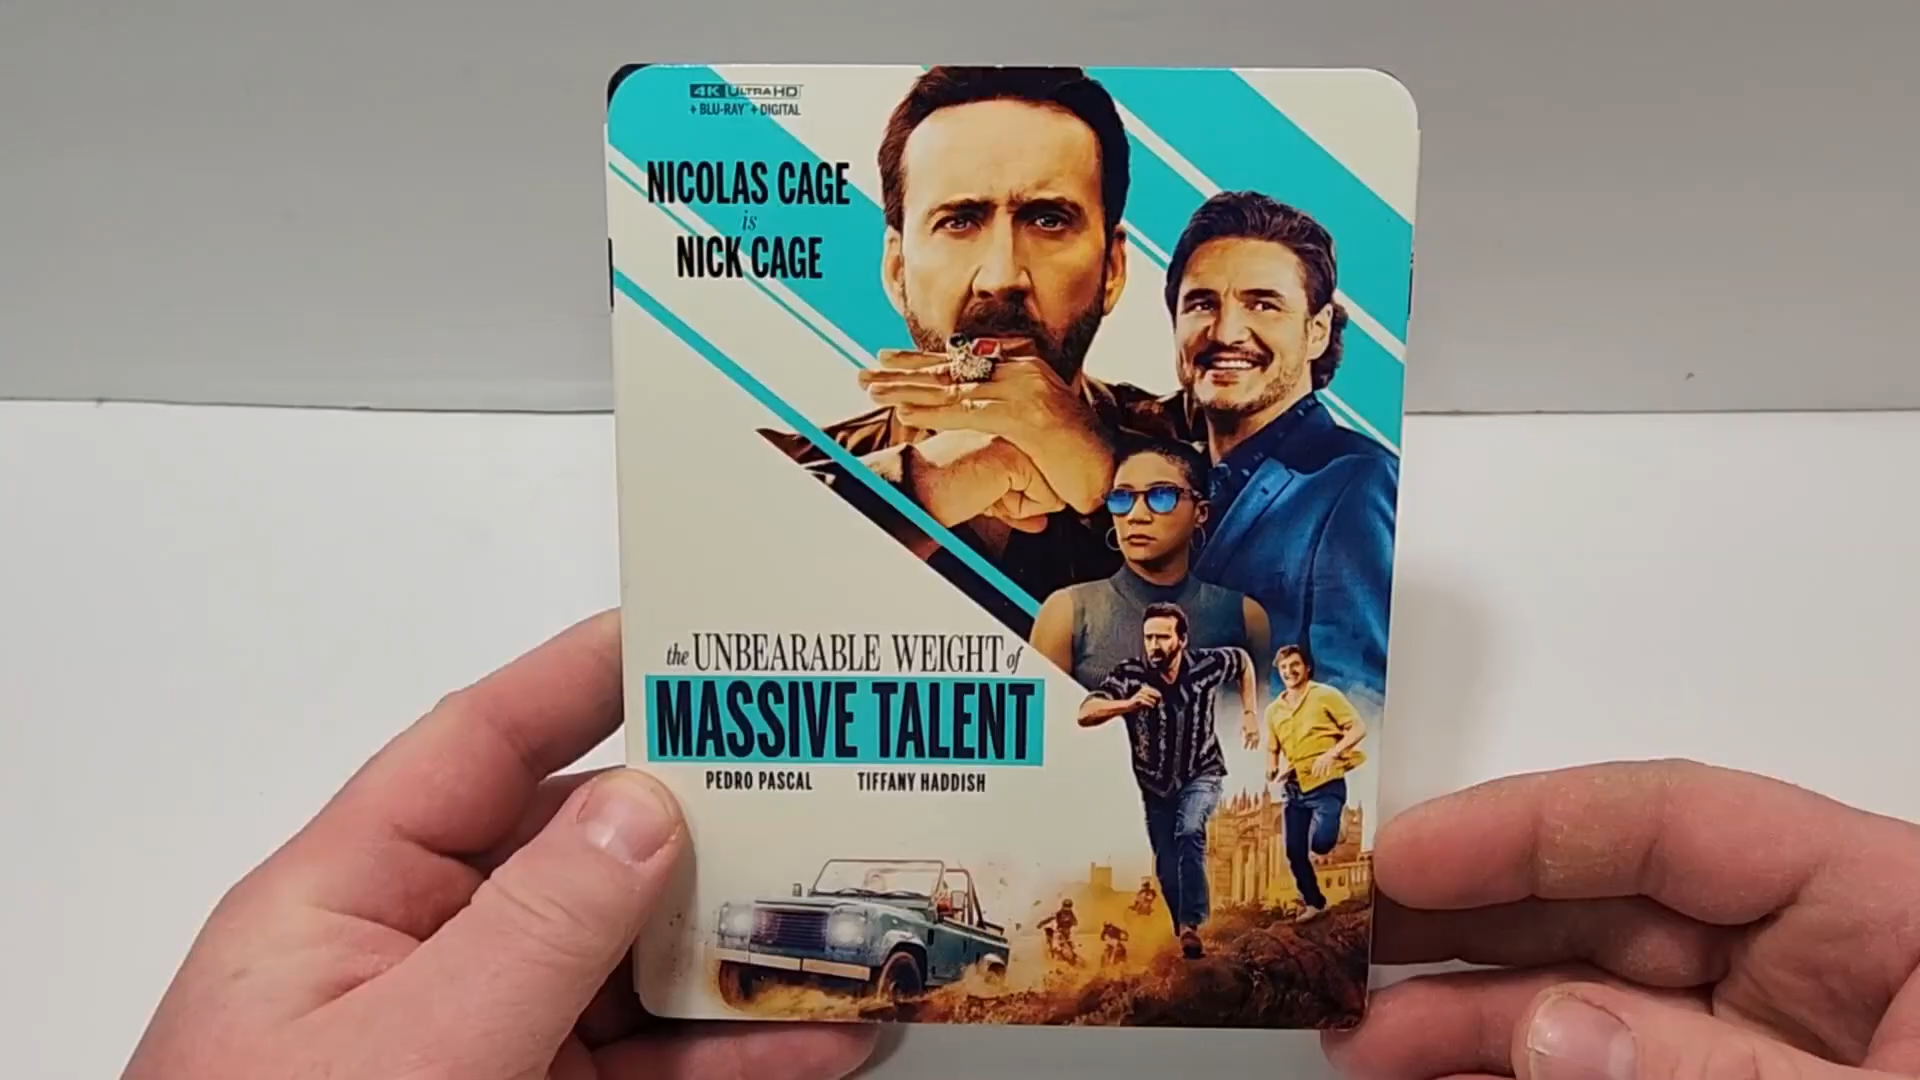 4K ULTRA HD
+ BLU-RAY™ + DIGITAL
NICOLAS CAGE
is
NICK CAGE
the UNBEARABLE WEIGHT of
MASSIVE TALENT
PEDRO PASCAL TIFFANY HADDISH